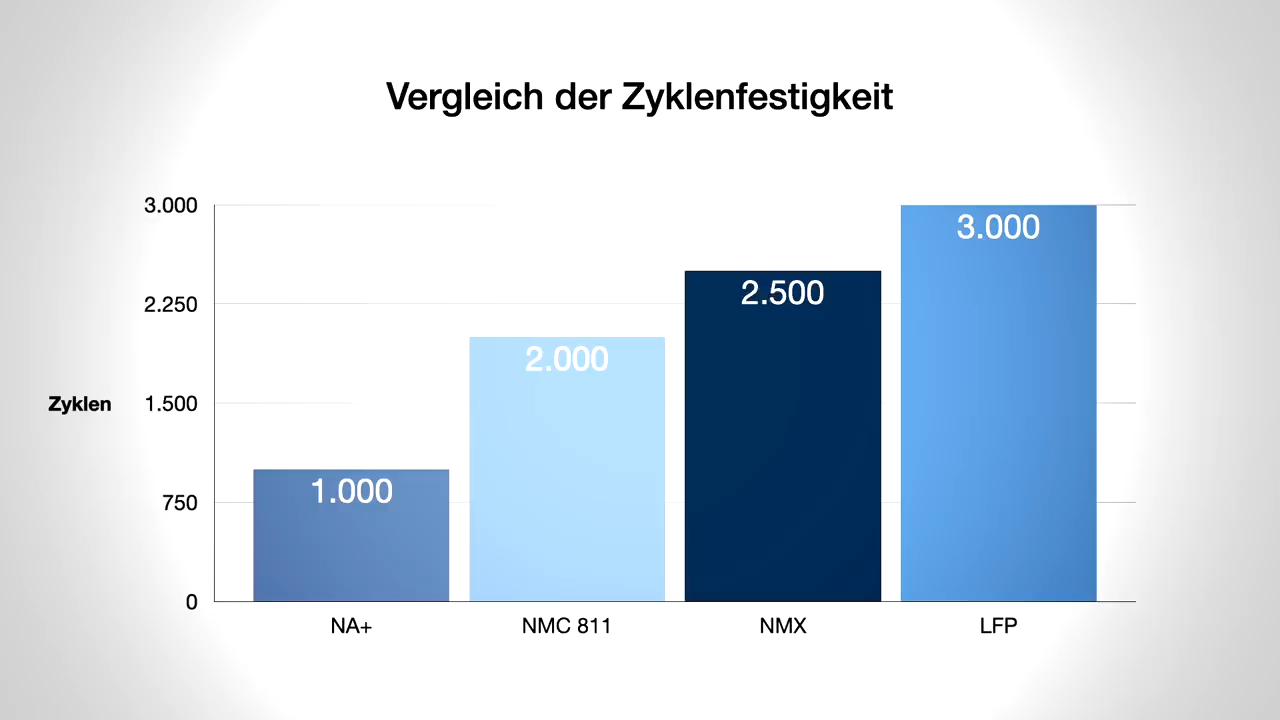 Vergleich der Zyklenfestigkeit
3.000
2.250
1.500
750
0
Zyklen
1.000
2.000
2.500
3.000
NA+
NMC 811
NMX
LFP